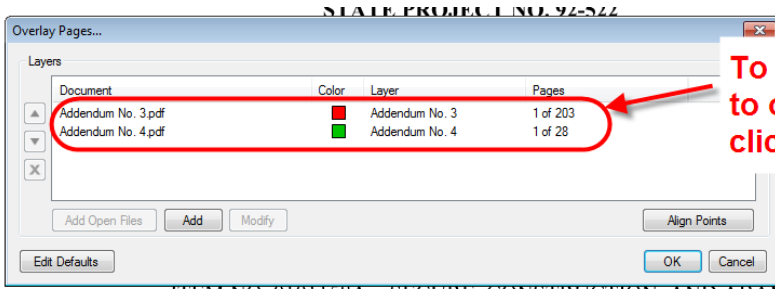 STATE PROJECT NO. 92-522
Overlay Pages...
Layers
Document Color Layer Pages
Addendum No. 3.pdf Addendum No. 3 1 of 203
Addendum No. 4.pdf Addendum No. 4 1 of 28
To
to
clic
Add Open Files Add Modify Align Points
Edit Defaults OK Cancel